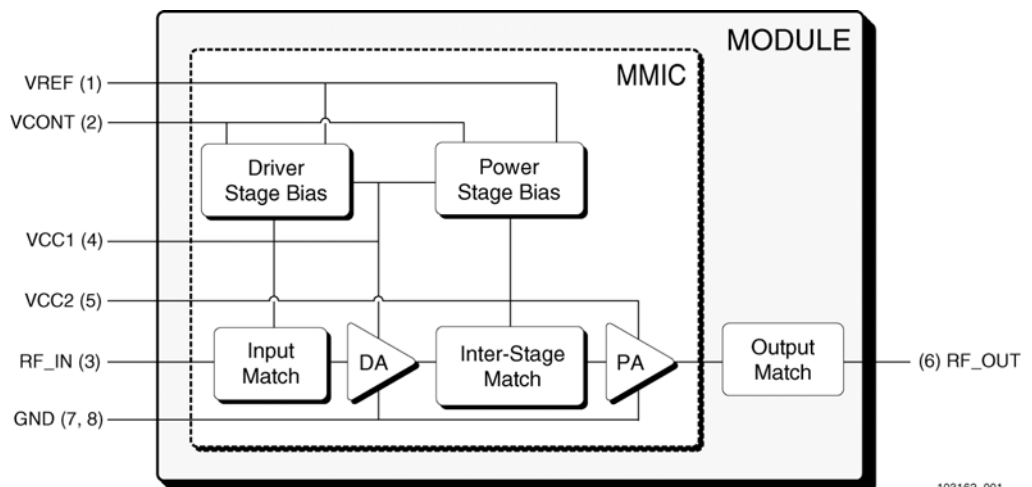 MODULE
MMIC
VREF (1)
VCONT (2)
Driver
Stage Bias
Power
Stage Bias
VCC1 (4)
VCC2 (5)
RF_IN (3)
Input
Match
DA
Inter-Stage
Match
PA
Output
Match
(6) RF_OUT
GND (7, 8)
103163_001